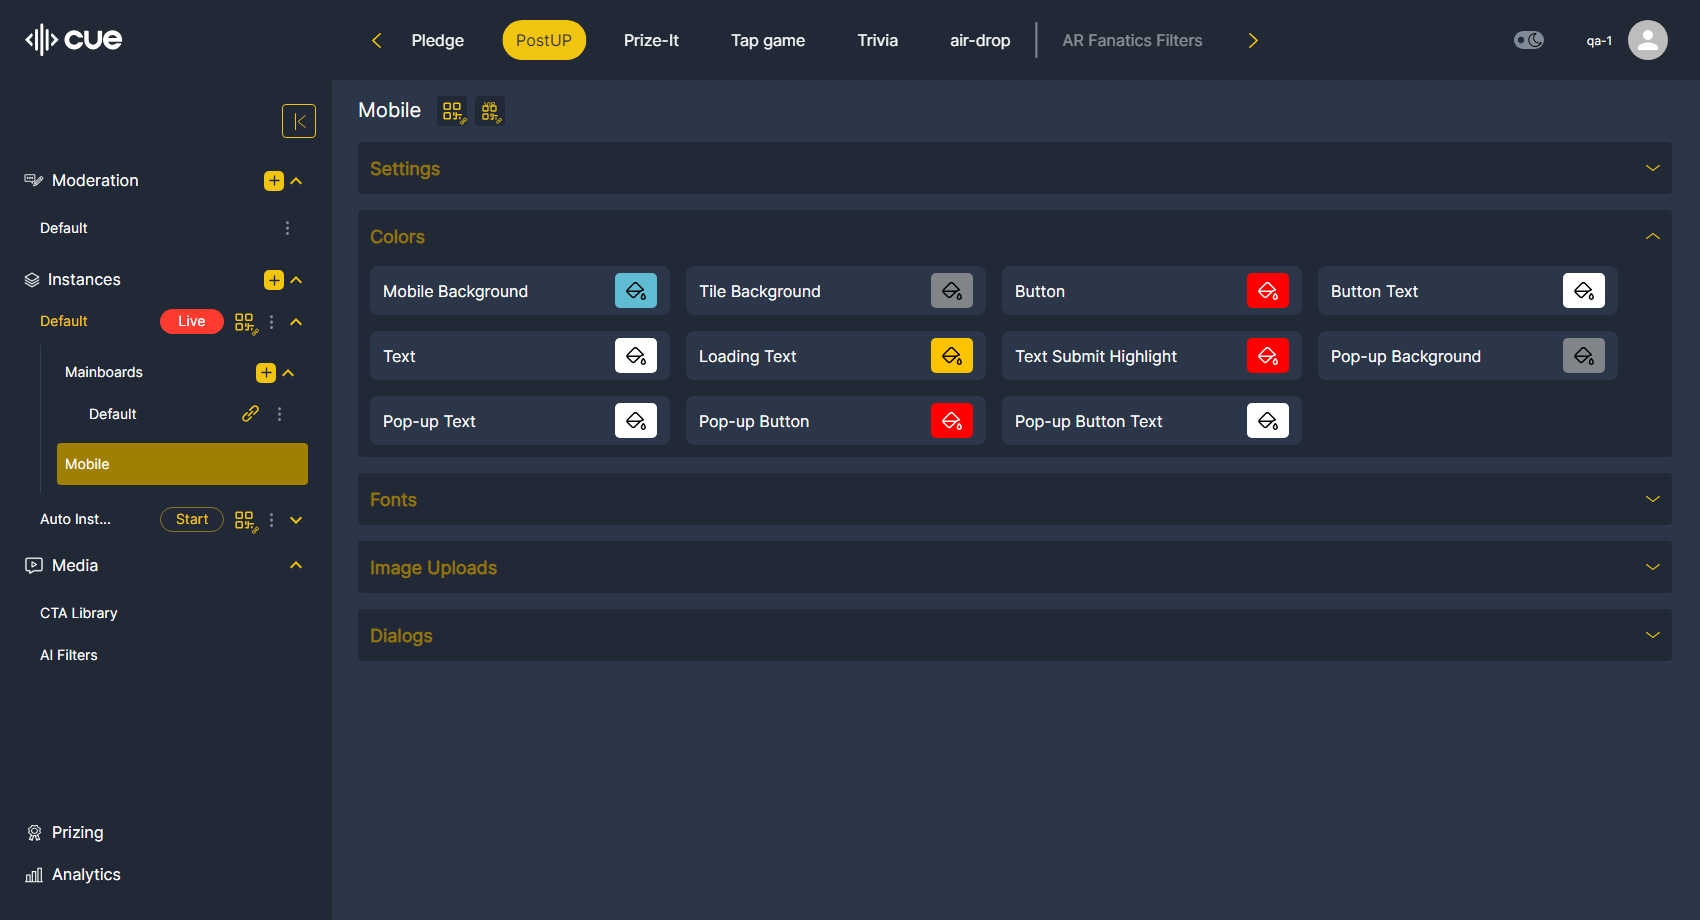 cue
Pledge
PostUP
Prize-It
Tap game
Trivia
air-drop
AR Fanatics Filters
qa-1
Moderation
Default
Instances
Default
Live
Mainboards
Default
Mobile
Auto Inst...
Start
Media
CTA Library
AI Filters
Prizing
Analytics
Mobile
VIP
Settings
Colors
Mobile Background
Tile Background
Button
Button Text
Text
Loading Text
Text Submit Highlight
Pop-up Background
Pop-up Text
Pop-up Button
Pop-up Button Text
Fonts
Image Uploads
Dialogs